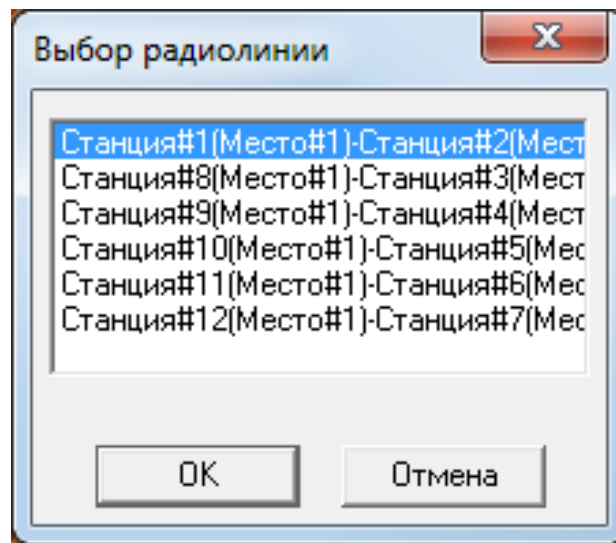 Выбор радиолинии
Станция#1(Место#1)-Станция#2(Мест
Станция#8(Место#1)-Станция#3(Мест
Станция#9(Место#1)-Станция#4(Мест
Станция#10(Место#1)-Станция#5(Мес
Станция#11(Место#1)-Станция#6(Мес
Станция#12(Место#1)-Станция#7(Мес
OK
Отмена